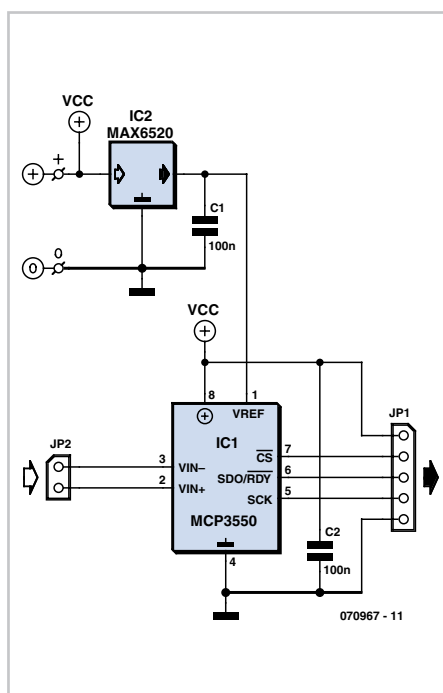 VCC
IC2
MAX6520
+
+
C1
100n
0
0
VCC
JP1
8
1
+
VREF
JP2
IC1
CS
7
3
VIN–
SDO/RDY
6
2
VIN+
SCK
5
MCP3550
C2
4
100n
070967 - 11